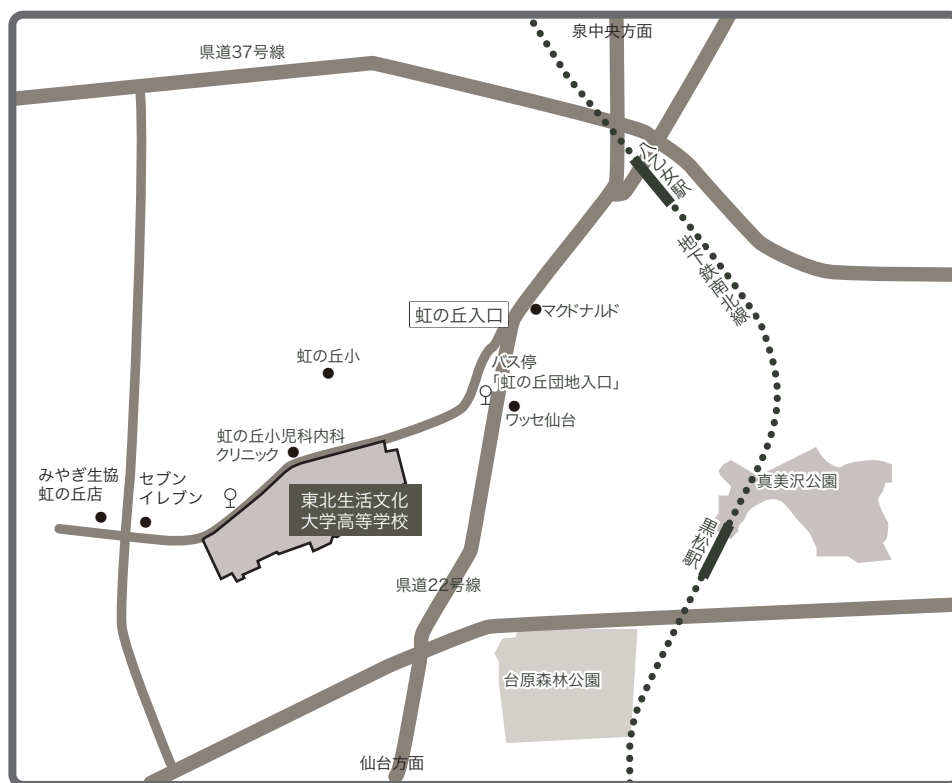 泉中央方面
県道37号線
八乙女駅
地下鉄南北線
虹の丘入口
マクドナルド
虹の丘小
バス停
「虹の丘団地入口」
ワッセ仙台
虹の丘小児科内科
クリニック
みやぎ生協
虹の丘店
セブン
イレブン
東北生活文化
大学高等学校
真美沢公園
黒松駅
県道22号線
台原森林公園
仙台方面